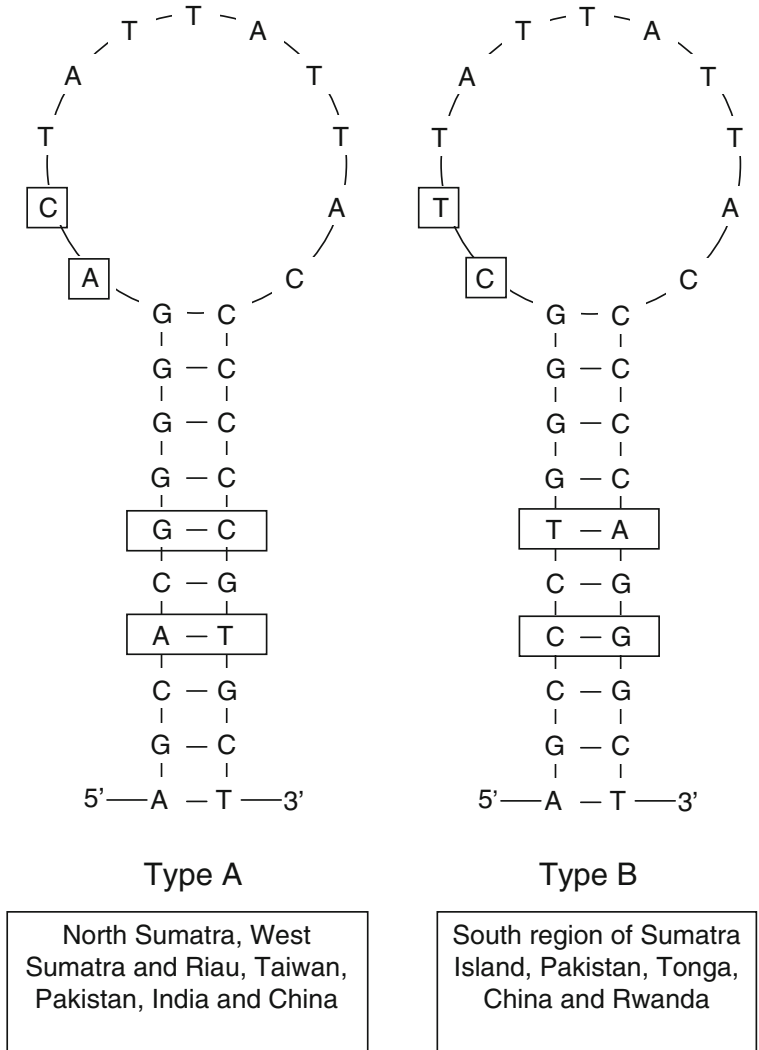 T T
T A A T
A T A T
T T T T
C A T A
A C C C
G – C G – C
G – C G – C
G – C G – C
G – C G – C
G – C T – A
C – G C – G
A – T C – G
C – G C – G
G – C G – C
5’ A – T 3’ 5’ A – T 3’
Type A Type B
North Sumatra, West
Sumatra and Riau, Taiwan,
Pakistan, India and China
South region of Sumatra
Island, Pakistan, Tonga,
China and Rwanda